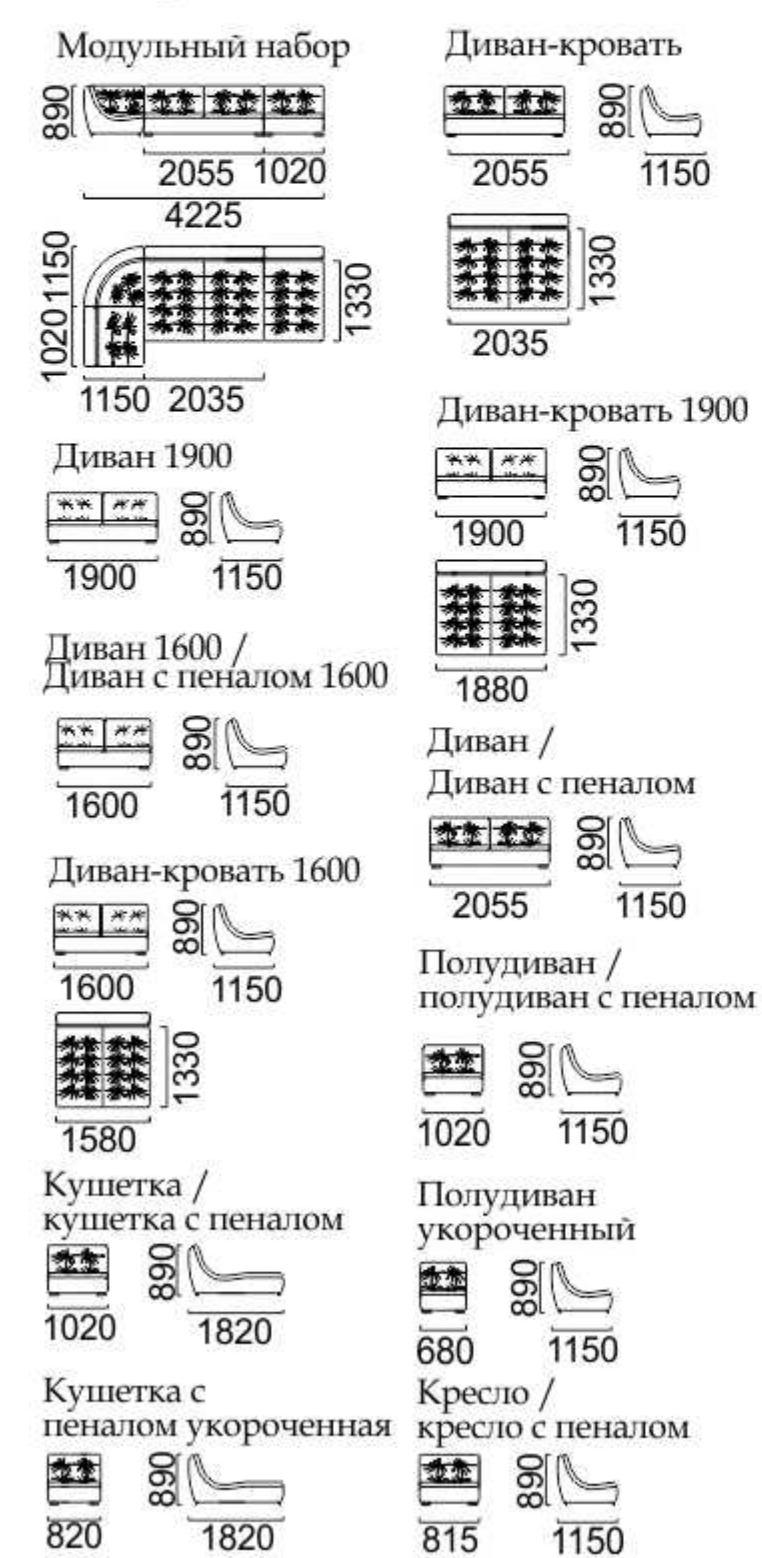 Модульный набор
890
2055 1020
4225
1150
1020
1330
1150 2035
Диван 1900
890
1900 1150
Диван 1600 /
Диван с пеналом 1600
890
1600 1150
Диван-кровать 1600
890
1600 1150
1330
1580
Кушетка /
кушетка с пеналом
890
1020 1820
Кушетка с
пеналом укороченная
890
820 1820
Диван-кровать
890
2055 1150
1330
2035
Диван-кровать 1900
890
1900 1150
1330
1880
Диван /
Диван с пеналом
890
2055 1150
Полудиван /
полудиван с пеналом
890
1020 1150
Полудиван
укороченный
890
680 1150
Кресло /
кресло с пеналом
890
815 1150